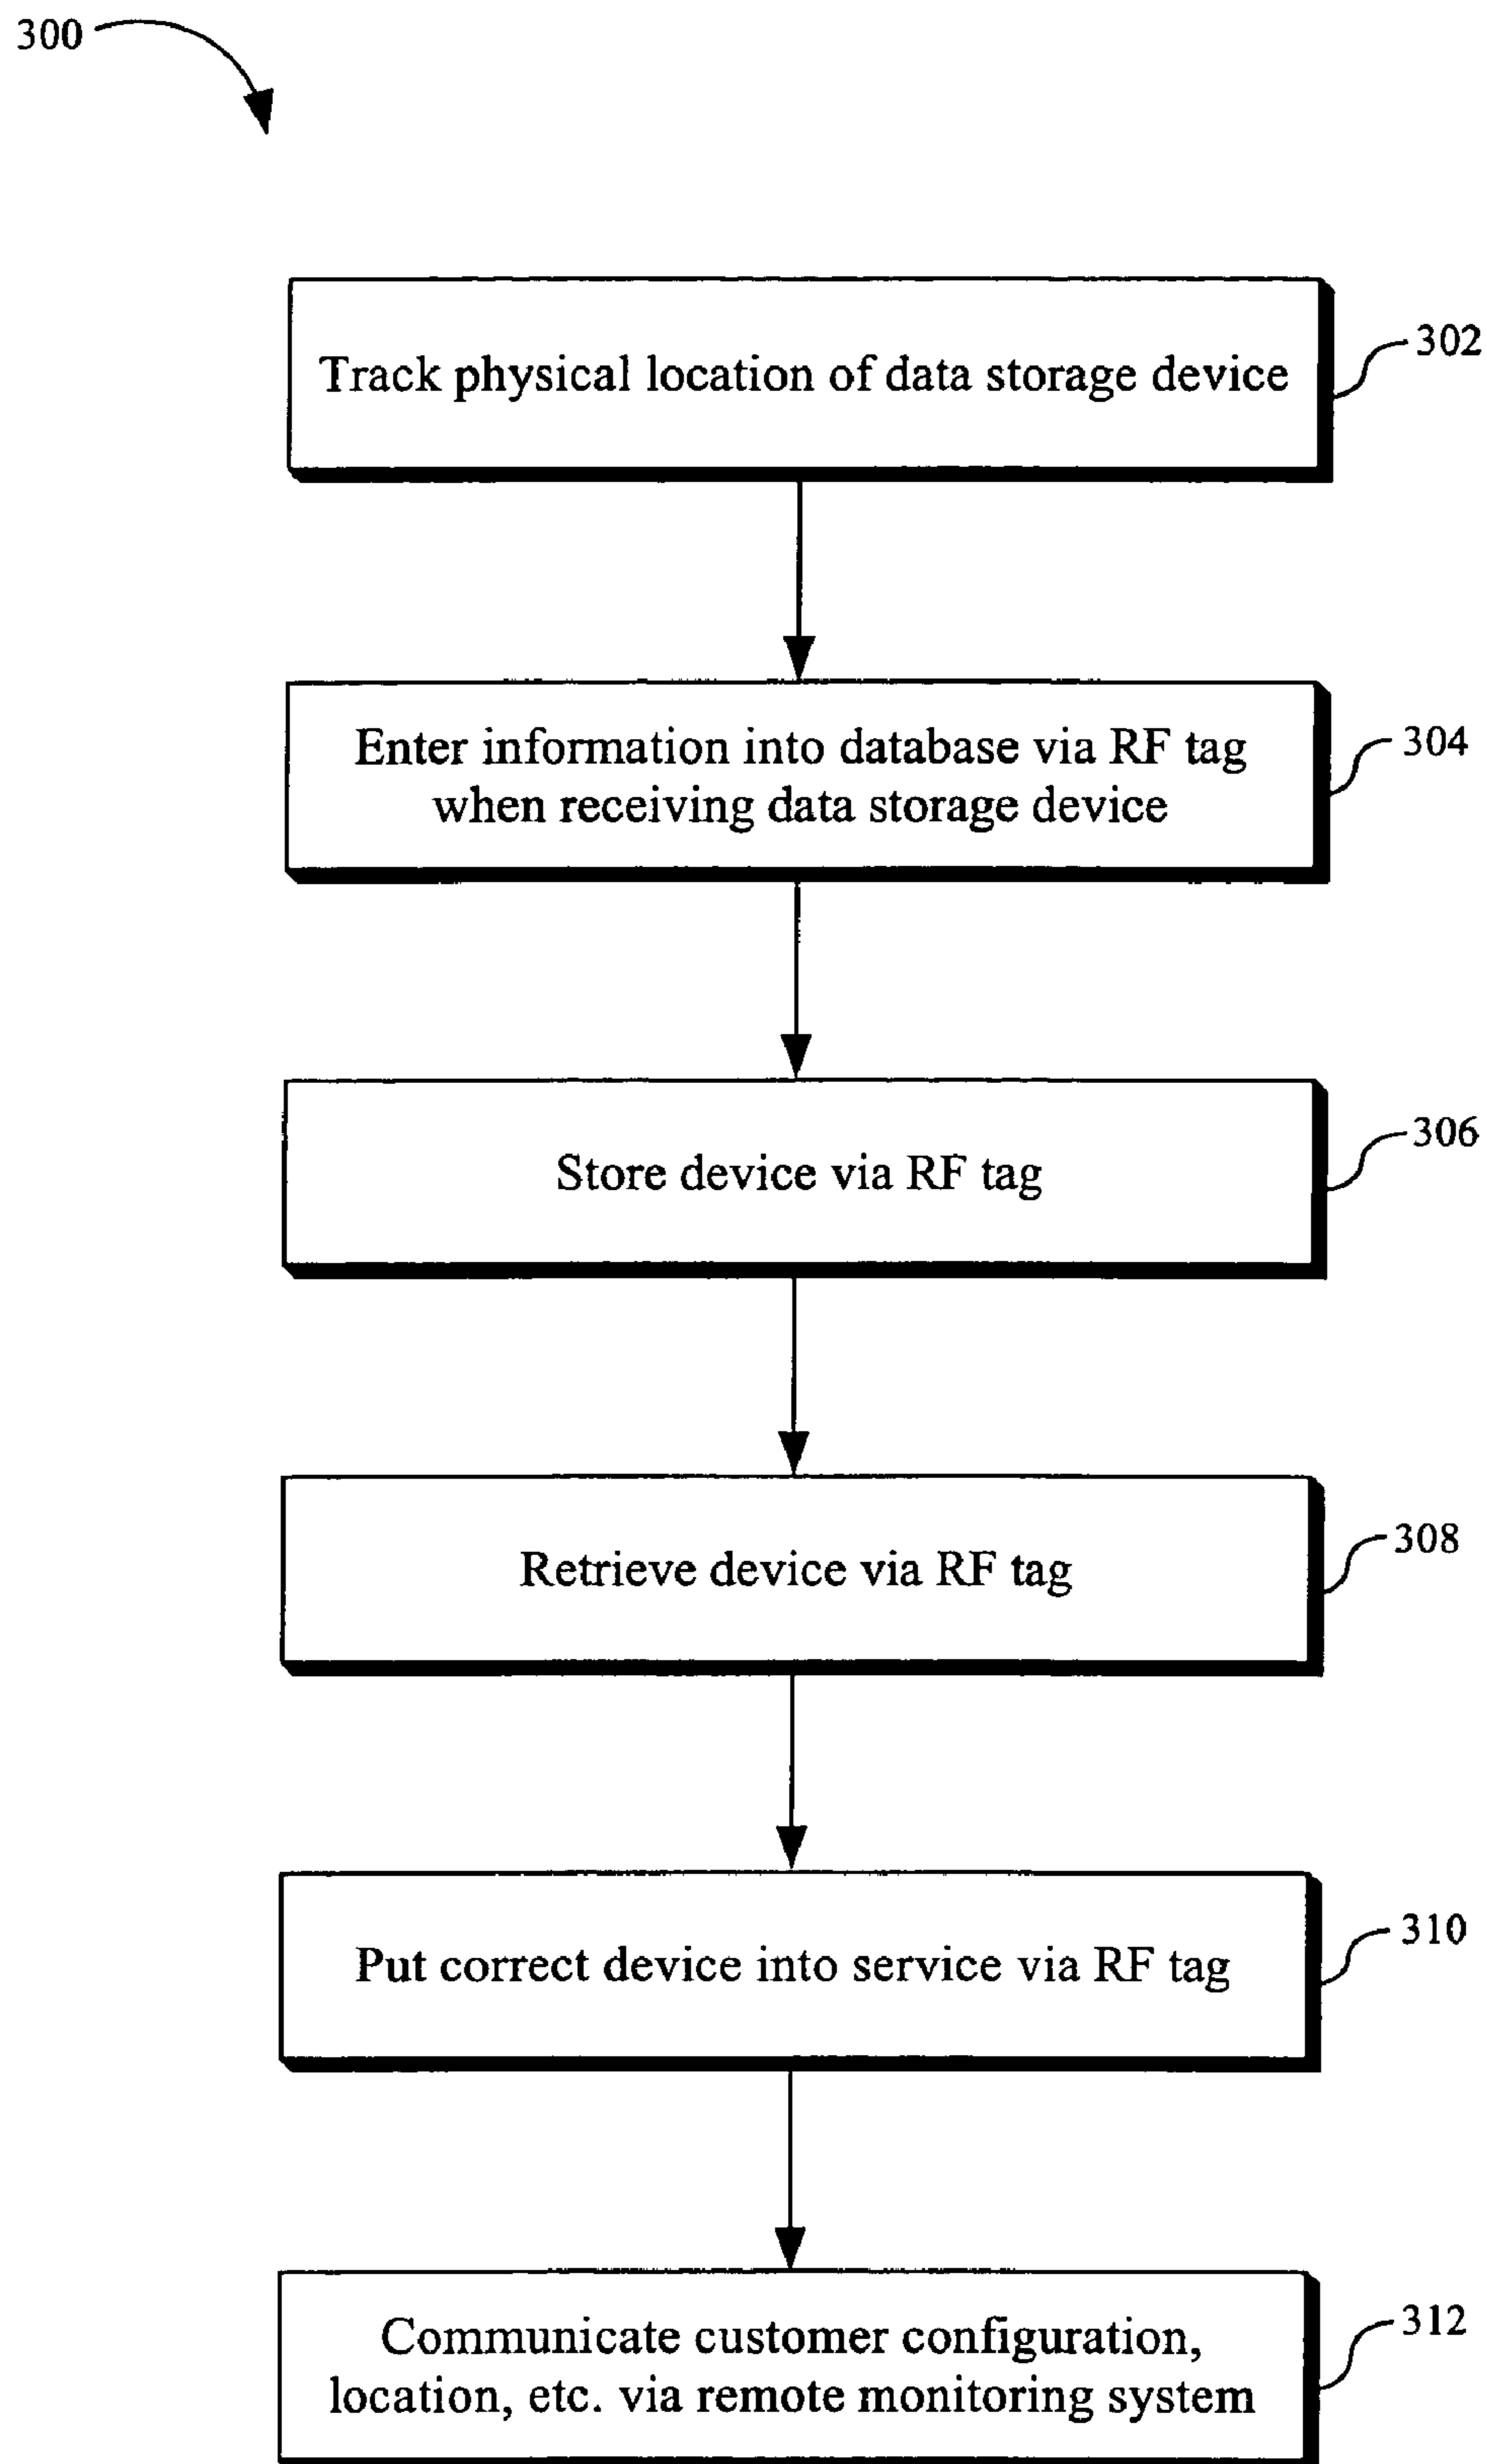 300
Track physical location of data storage device
302
Enter information into database via RF tag
when receiving data storage device
304
Store device via RF tag
306
Retrieve device via RF tag
308
Put correct device into service via RF tag
310
Communicate customer configuration,
location, etc. via remote monitoring system
312